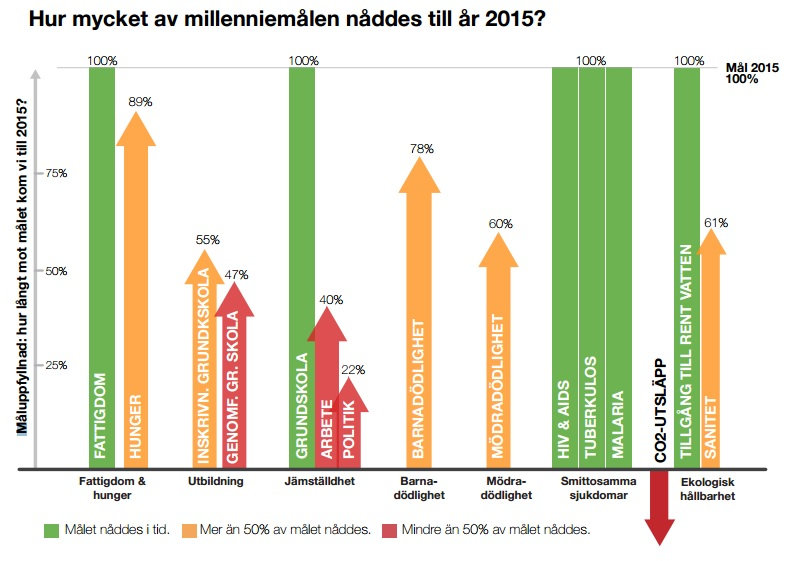 Hur mycket av millenniemålen nåddes till år 2015?
Måluppfyllnad: hur långt mot målet kom vi till 2015?
75%
50%
25%
Mål 2015
100%
100%
FATTIGDOM
89%
HUNGER
55%
INSKRIVN. GRUNDKSKOLA
47%
GENOMF. GR. SKOLA
100%
GRUNDSKOLA
40%
ARBETE
22%
POLITIK
78%
BARNADÖDLIGHET
60%
MÖDRADÖDLIGHET
100%
HIV & AIDS
TUBERKULOS
MALARIA
CO2-UTSLÄPP
100%
TILLGÅNG TILL RENT VATTEN
61%
SANITET
Fattigdom &
hunger
Utbildning
Jämställdhet
Barna-
dödlighet
Mödra-
dödlighet
Smittosamma
sjukdomar
Ekologisk
hållbarhet
Målet nåddes i tid.
Mer än 50% av målet nåddes.
Mindre än 50% av målet nåddes.